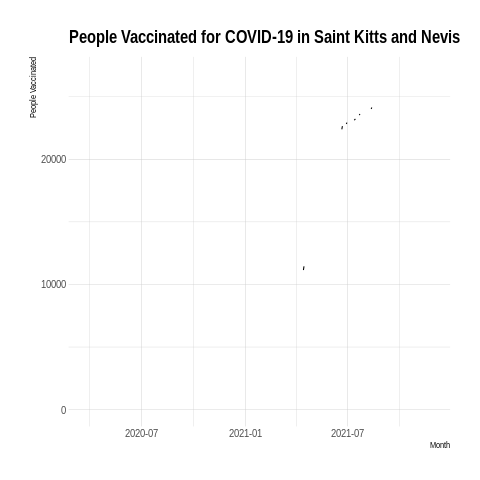 People Vaccinated for COVID-19 in Saint Kitts and Nevis
People Vaccinated
20000
10000
0
2020-07
2021-01
2021-07
Month